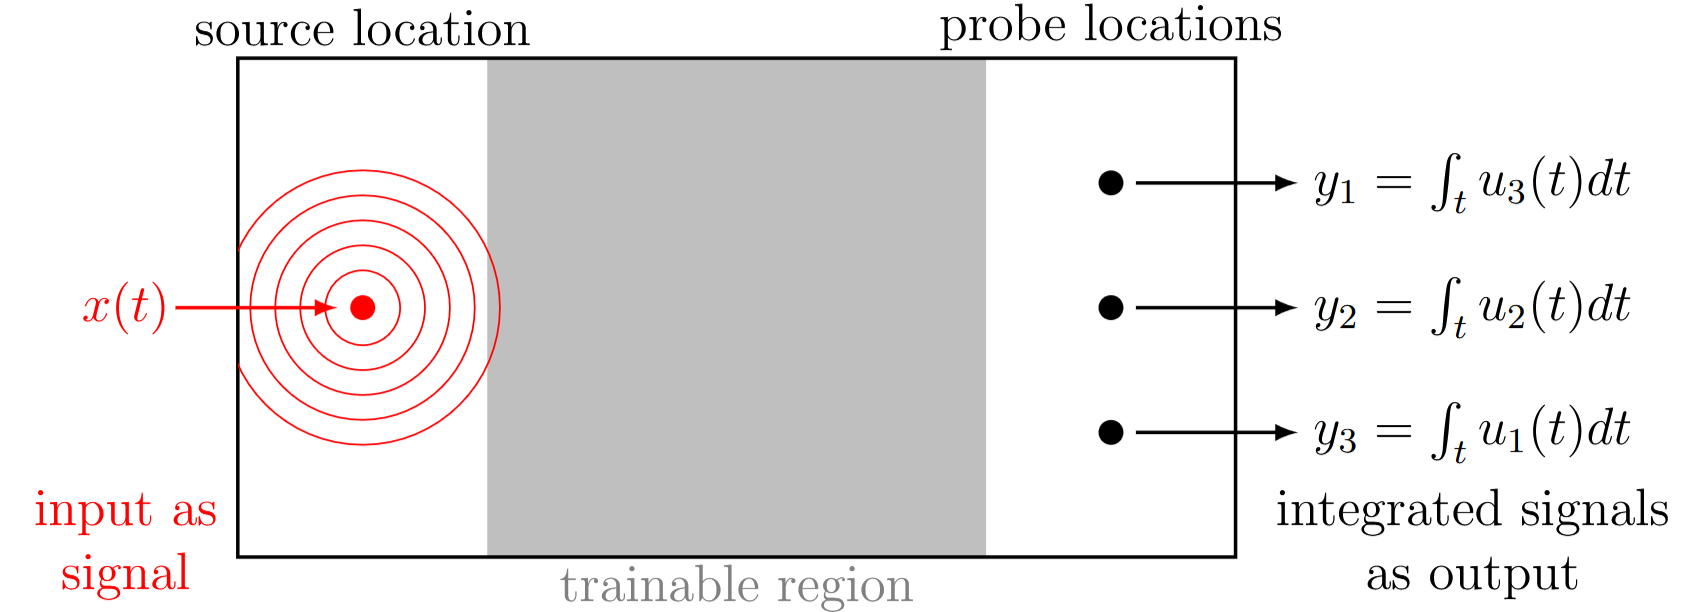 source location
probe locations
x(t)
y₁ = ∫ₜ u₃(t)dt
y₂ = ∫ₜ u₂(t)dt
y₃ = ∫ₜ u₁(t)dt
input as
signal
trainable region
integrated signals
as output